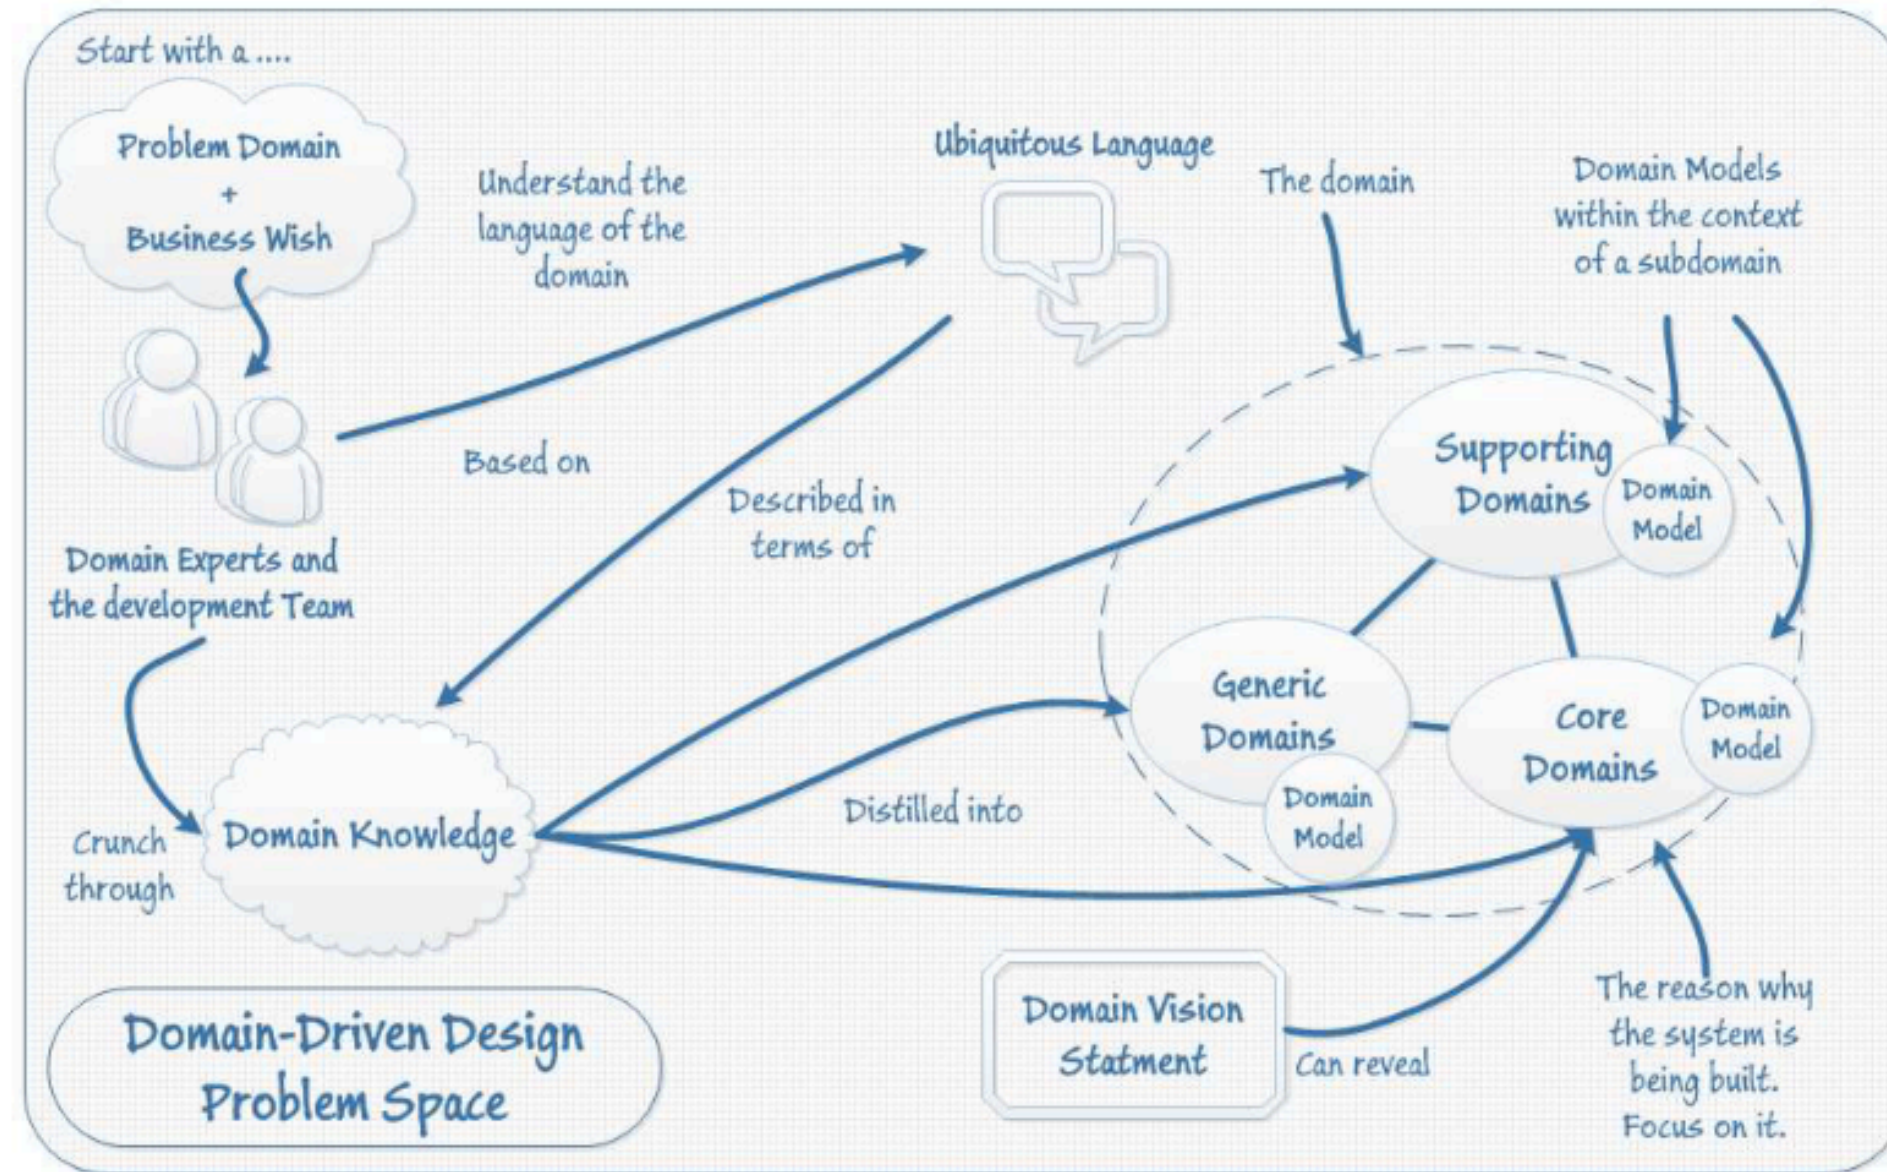 Start with a ....
Problem Domain
+
Business Wish
Understand the
language of the
domain
Ubiquitous Language
The domain
Domain Models
within the context
of a subdomain
Based on
Described in
terms of
Domain Experts and
the development Team
Supporting
Domains
Domain
Model
Generic
Domains
Domain
Model
Core
Domains
Domain
Model
Crunch
through
Domain Knowledge
Distilled into
Domain Vision
Statment
Can reveal
The reason why
the system is
being built.
Focus on it.
Domain-Driven Design
Problem Space